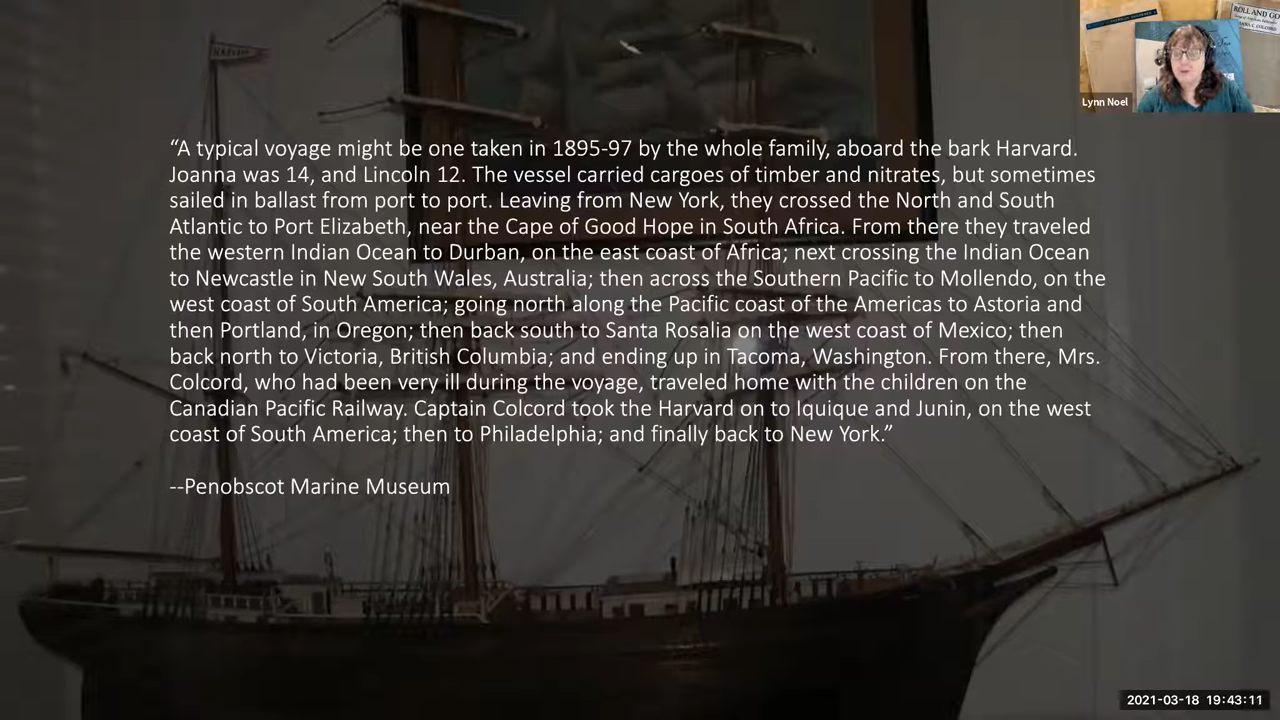 ROLL AND GO
Lynn Noel
“A typical voyage might be one taken in 1895-97 by the whole family, aboard the bark Harvard.
Joanna was 14, and Lincoln 12. The vessel carried cargoes of timber and nitrates, but sometimes
sailed in ballast from port to port. Leaving from New York, they crossed the North and South
Atlantic to Port Elizabeth, near the Cape of Good Hope in South Africa. From there they traveled
the western Indian Ocean to Durban, on the east coast of Africa; next crossing the Indian Ocean
to Newcastle in New South Wales, Australia; then across the Southern Pacific to Mollendo, on the
west coast of South America; going north along the Pacific coast of the Americas to Astoria and
then Portland, in Oregon; then back south to Santa Rosalia on the west coast of Mexico; then
back north to Victoria, British Columbia; and ending up in Tacoma, Washington. From there, Mrs.
Colcord, who had been very ill during the voyage, traveled home with the children on the
Canadian Pacific Railway. Captain Colcord took the Harvard on to Iquique and Junin, on the west
coast of South America; then to Philadelphia; and finally back to New York.”
--Penobscot Marine Museum
2021-03-18 19:43:11